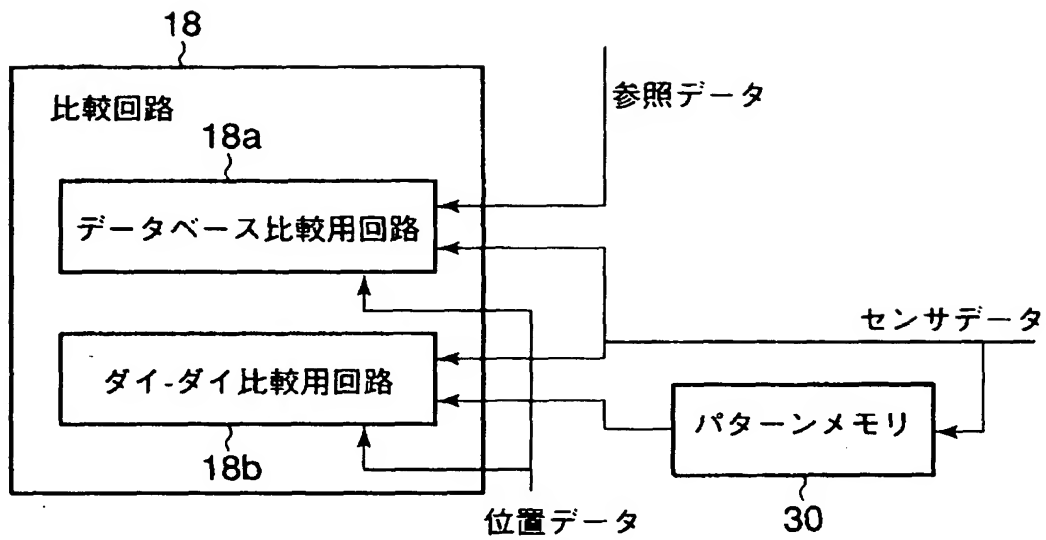 18
比較回路
参照データ
18a
データベース比較用回路
センサデータ
ダイ-ダイ比較用回路
パターンメモリ
18b
位置データ
30